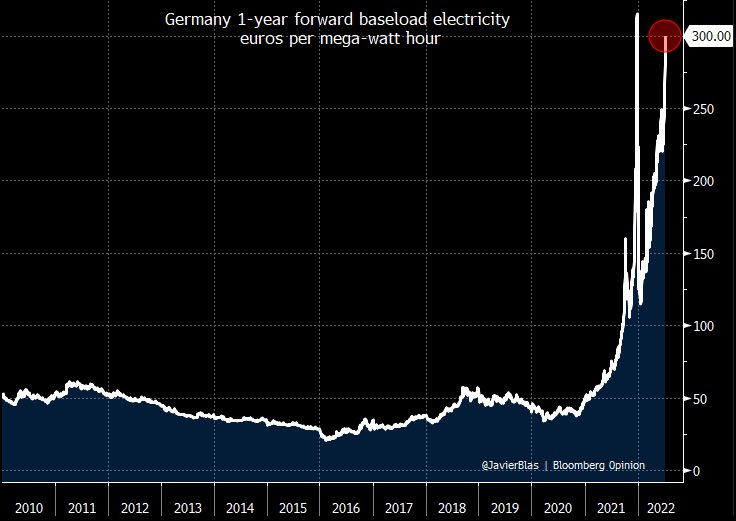 Germany 1-year forward baseload electricity
euros per mega-watt hour
300.00
250
200
150
100
50
0
@JavierBlas | Bloomberg Opinion
2010 2011 2012 2013 2014 2015 2016 2017 2018 2019 2020 2021 2022